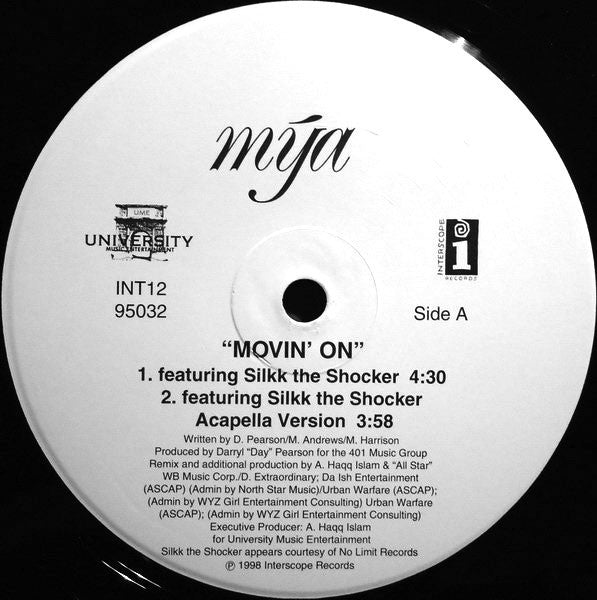 mýa
UME
UNIVERSITY
MUSIC ENTERTAINMENT
INTERSCOPE
RECORDS
INT12
95032
Side A
“MOVIN’ ON”
1. featuring Silkk the Shocker 4:30
2. featuring Silkk the Shocker
Acapella Version 3:58
Written by D. Pearson/M. Andrews/M. Harrison
Produced by Darryl “Day” Pearson for the 401 Music Group
Remix and additional production by A. Haqq Islam & “All Star”
WB Music Corp./D. Extraordinary; Da Ish Entertainment
(ASCAP) (Admin by North Star Music)/Urban Warfare (ASCAP);
(Admin by WYZ Girl Entertainment Consulting) Urban Warfare
(ASCAP); (Admin by WYZ Girl Entertainment Consulting)
Executive Producer: A. Haqq Islam
for University Music Entertainment
Silkk the Shocker appears courtesy of No Limit Records
℗ 1998 Interscope Records